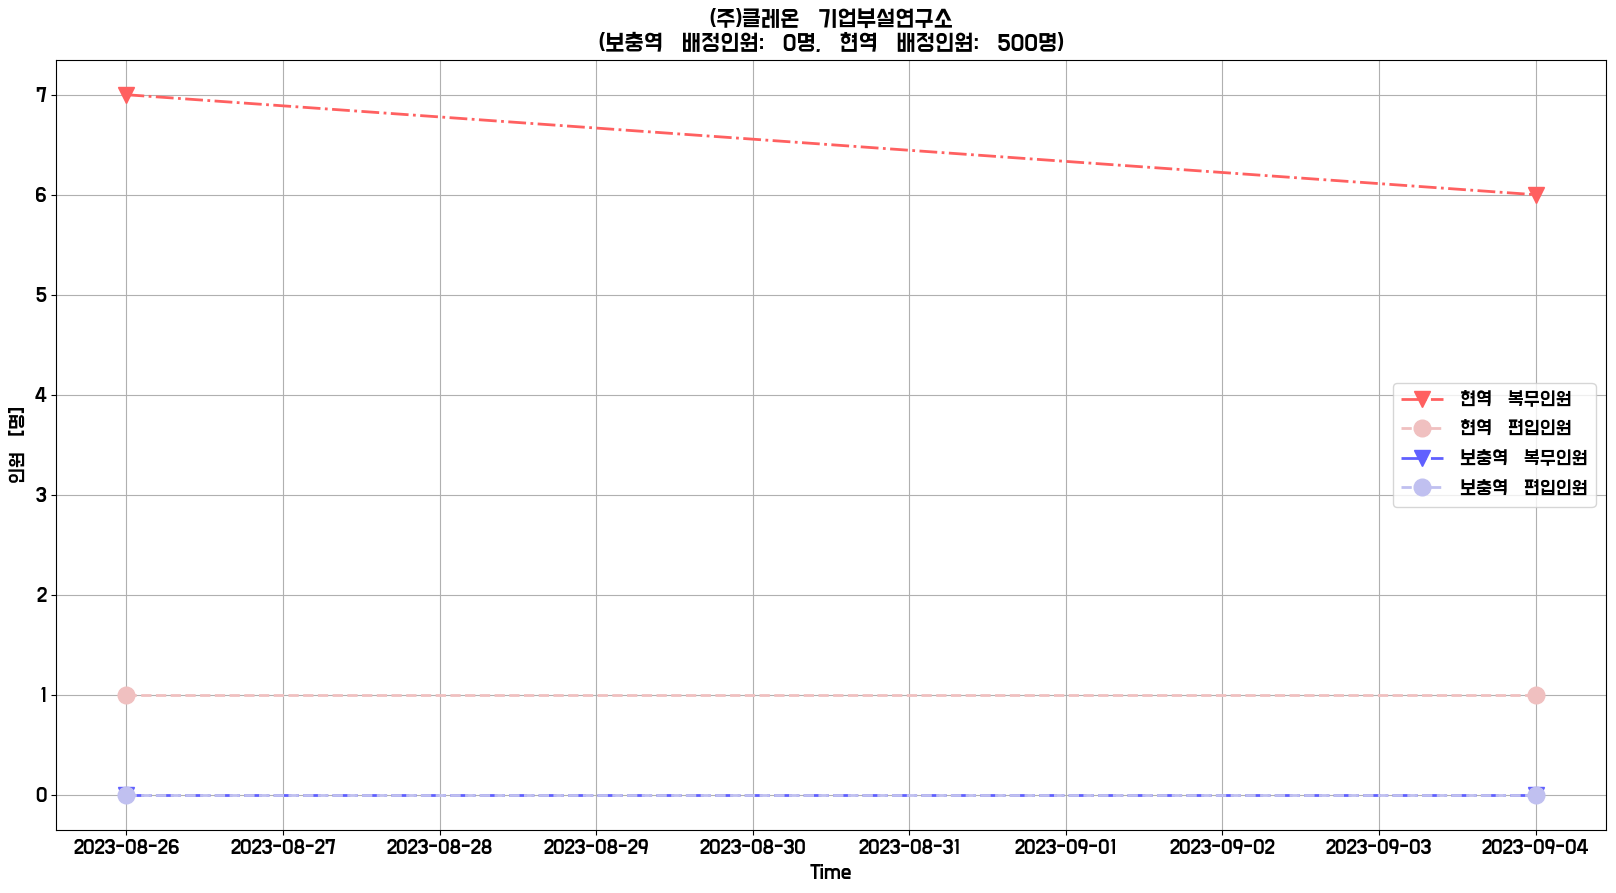 (주)클레온 기업부설연구소
(보충역 배정인원: 0명, 현역 배정인원: 500명)
7
6
5
4
3
2
1
0
인원 [명]
현역 복무인원
현역 편입인원
보충역 복무인원
보충역 편입인원
2023-08-26 2023-08-27 2023-08-28 2023-08-29 2023-08-30 2023-08-31 2023-09-01 2023-09-02 2023-09-03 2023-09-04
Time